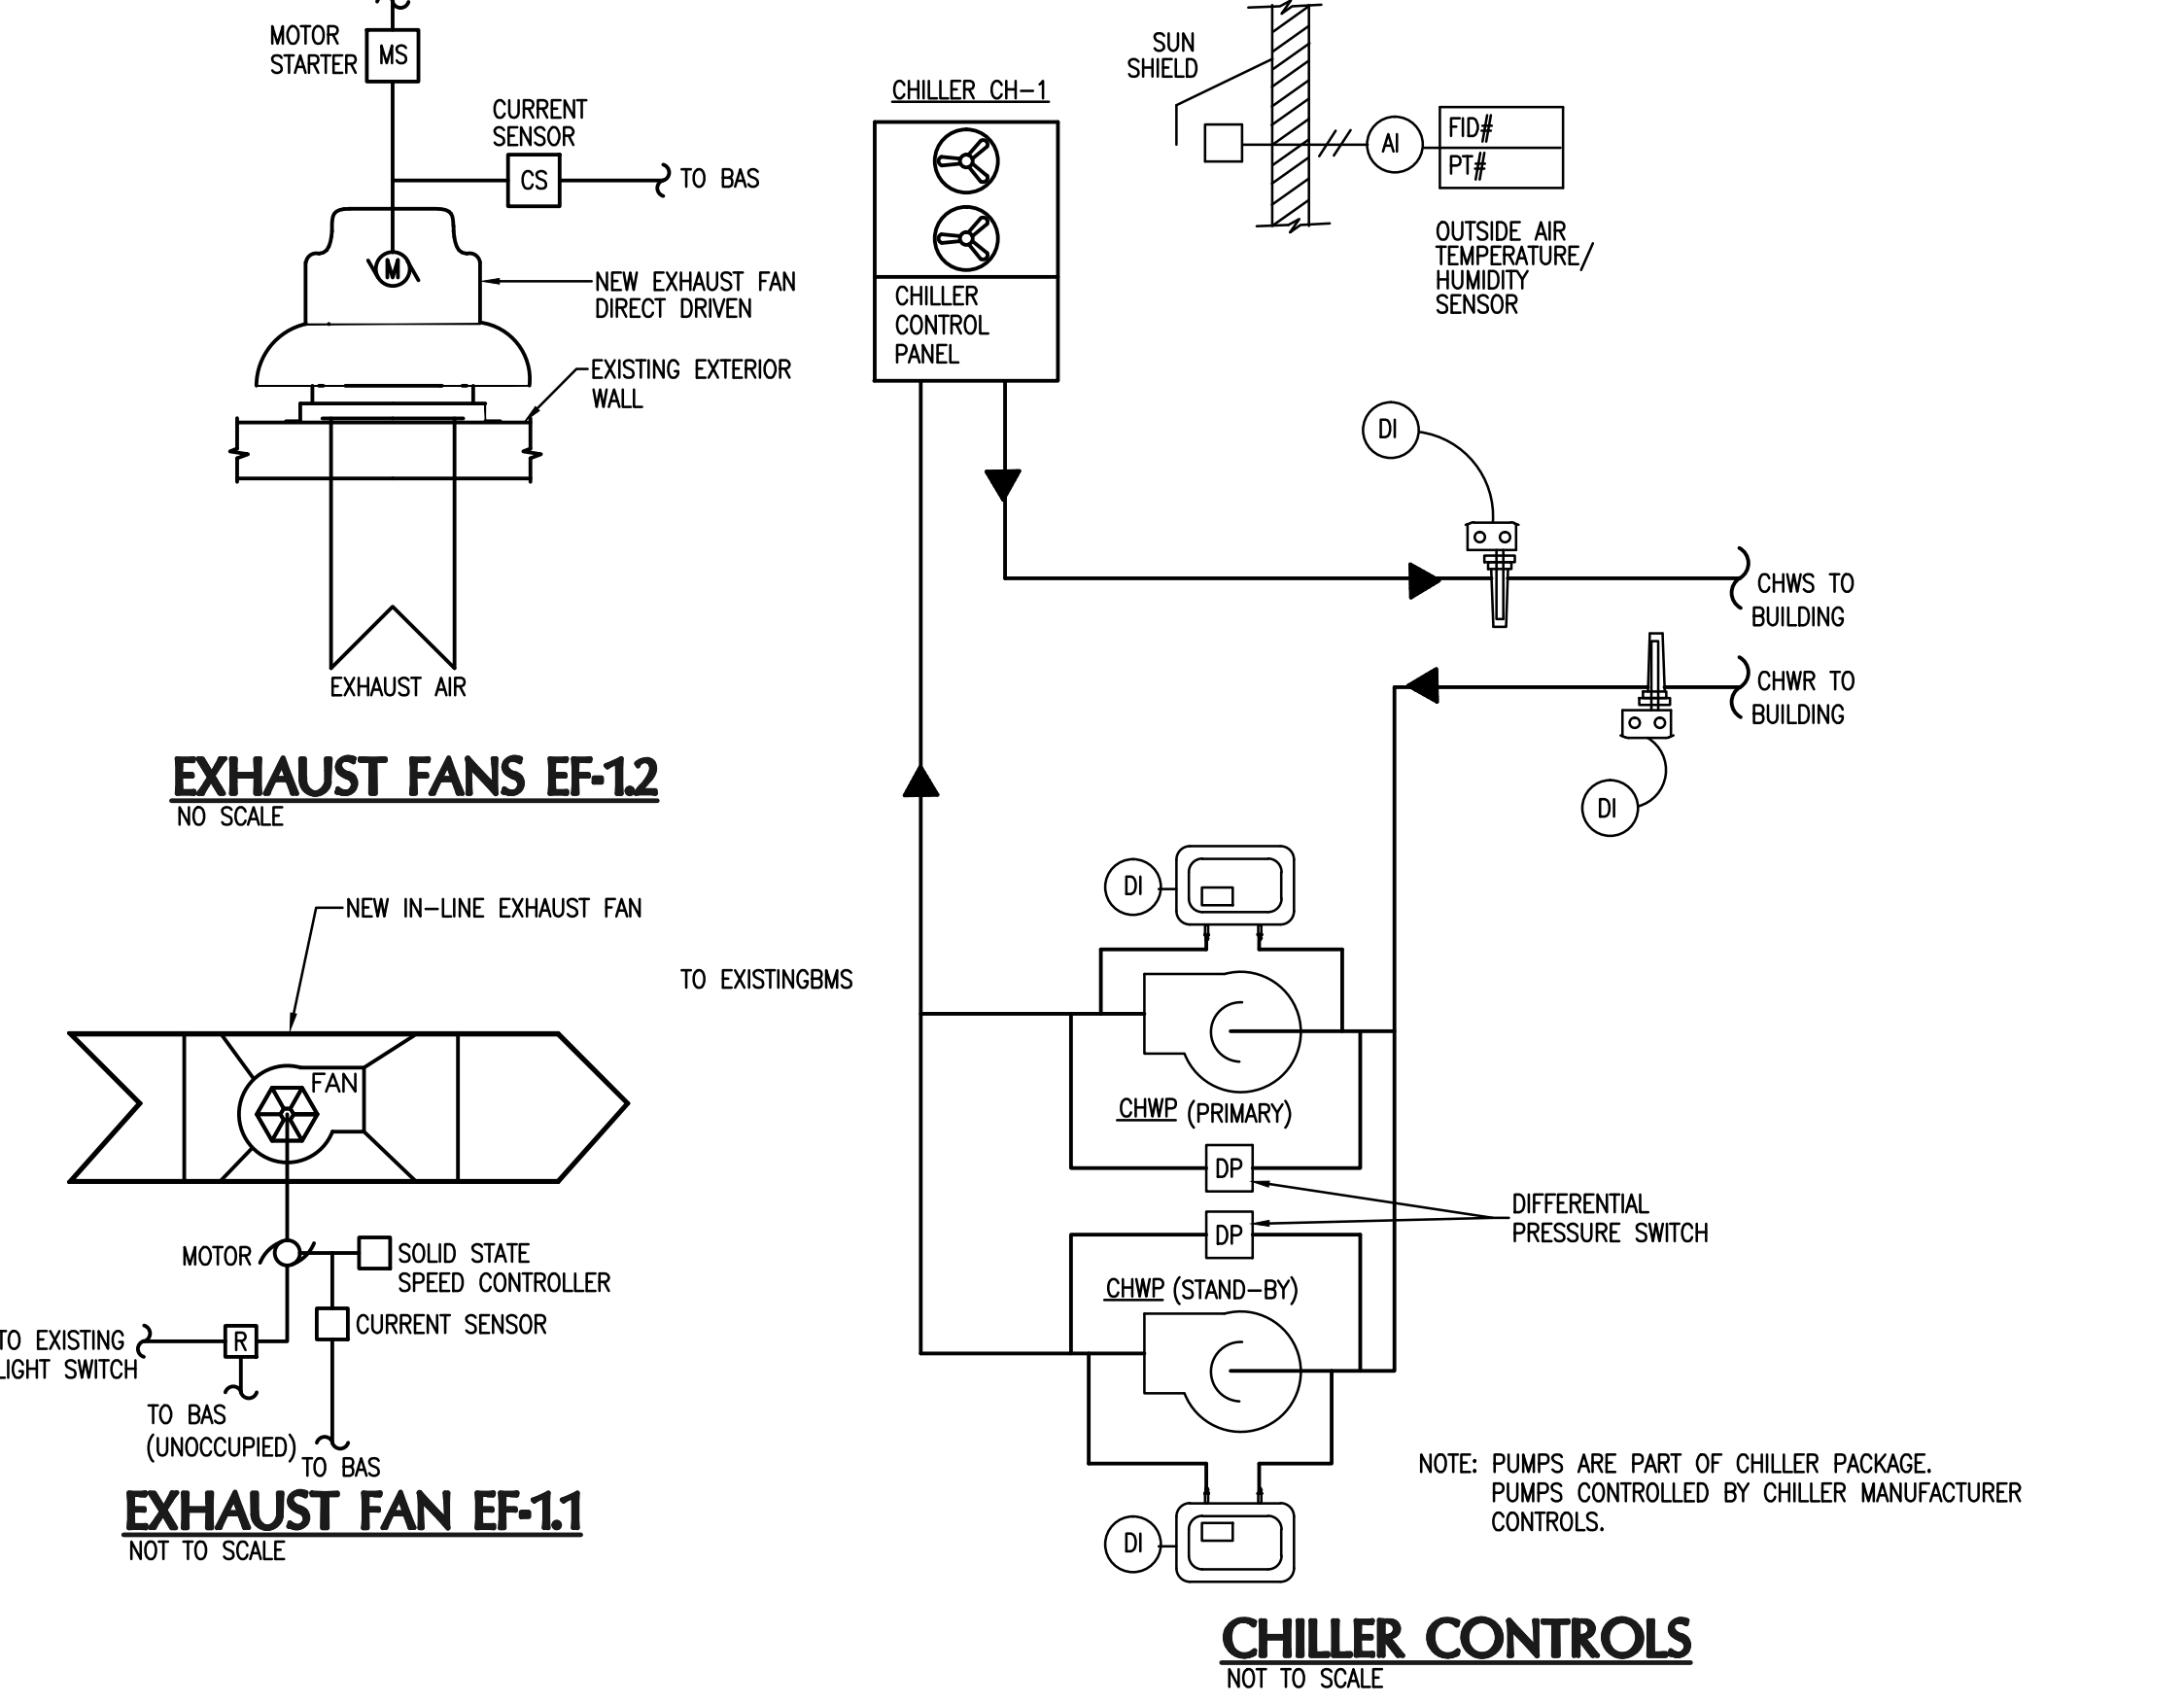 MOTOR
STARTER
MS
CURRENT
SENSOR
CS
TO BAS
M
NEW EXHAUST FAN
DIRECT DRIVEN
EXISTING EXTERIOR
WALL
EXHAUST AIR
EXHAUST FANS EF-1.2
NO SCALE
NEW IN-LINE EXHAUST FAN
FAN
MOTOR
SOLID STATE
SPEED CONTROLLER
CURRENT SENSOR
TO EXISTING
LIGHT SWITCH
R
TO BAS
(UNOCCUPIED)
TO BAS
EXHAUST FAN EF-1.1
NOT TO SCALE
TO EXISTINGBMS
CHILLER CH-1
CHILLER
CONTROL
PANEL
SUN
SHIELD
AI
FID#
PT#
OUTSIDE AIR
TEMPERATURE/
HUMIDITY
SENSOR
DI
CHWS TO
BUILDING
CHWR TO
BUILDING
DI
DI
CHWP (PRIMARY)
DP
DP
DIFFERENTIAL
PRESSURE SWITCH
CHWP (STAND-BY)
DI
NOTE: PUMPS ARE PART OF CHILLER PACKAGE.
PUMPS CONTROLLED BY CHILLER MANUFACTURER
CONTROLS.
CHILLER CONTROLS
NOT TO SCALE